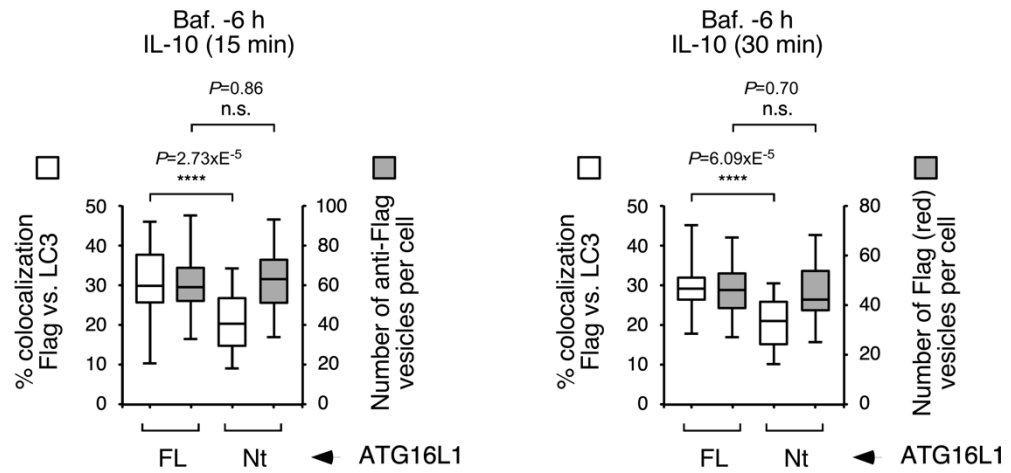 Baf. -6 h
IL-10 (15 min)
P=0.86
n.s.
P=2.73xE-5
****
% colocalization
Flag vs. LC3
50
40
30
20
10
0
100
80
60
40
20
0
Number of anti-Flag
vesicles per cell
FL
Nt
Baf. -6 h
IL-10 (30 min)
P=0.70
n.s.
P=6.09xE-5
****
% colocalization
Flag vs. LC3
50
40
30
20
10
0
80
60
40
20
0
Number of Flag (red)
vesicles per cell
FL
Nt
ATG16L1
ATG16L1